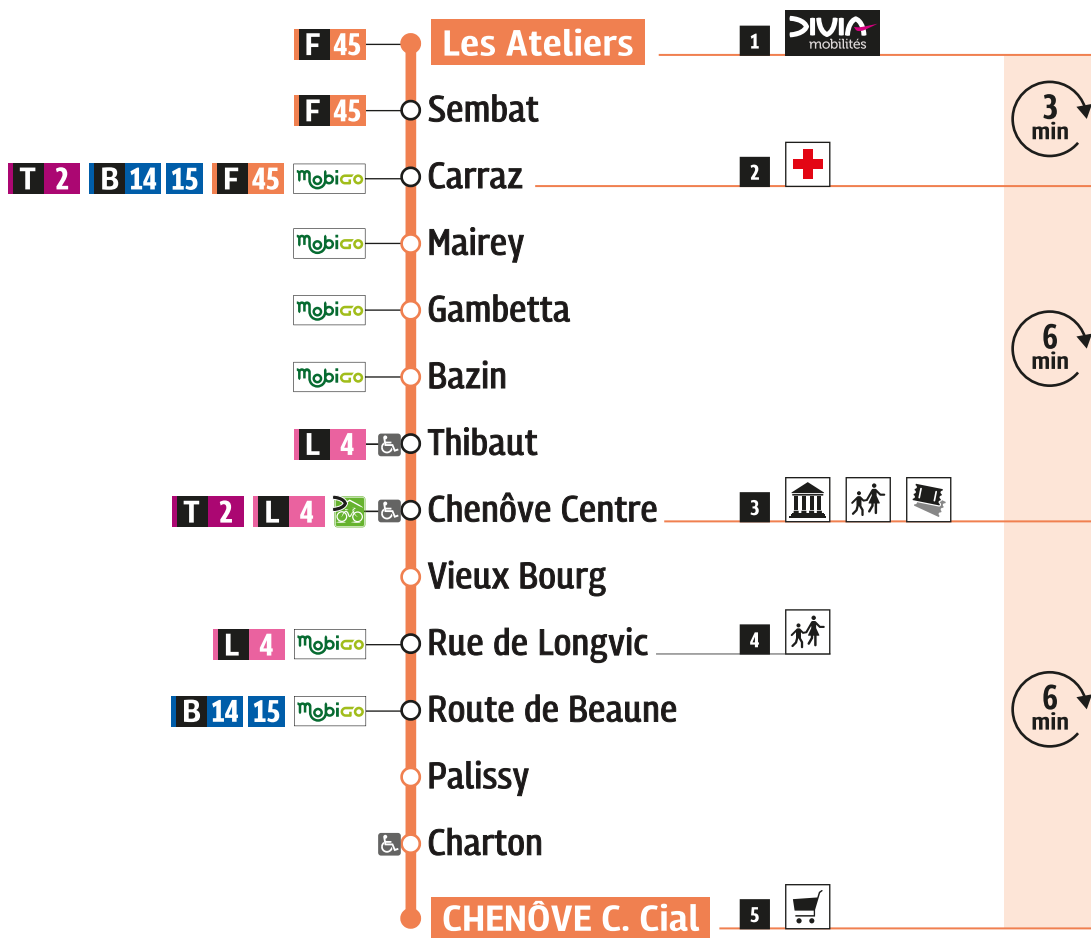 F 45 Les Ateliers 1 DIVIA mobilités
F 45 Sembat
3 min
T 2 B 14 15 F 45 mobiGO Carraz 2
mobiGO Mairey
mobiGO Gambetta
6 min
mobiGO Bazin
L 4 Thibaut
T 2 L 4 Chenôve Centre 3
Vieux Bourg
L 4 mobiGO Rue de Longvic 4
B 14 15 mobiGO Route de Beaune
6 min
Palissy
Charton
CHENÔVE C. Cial 5